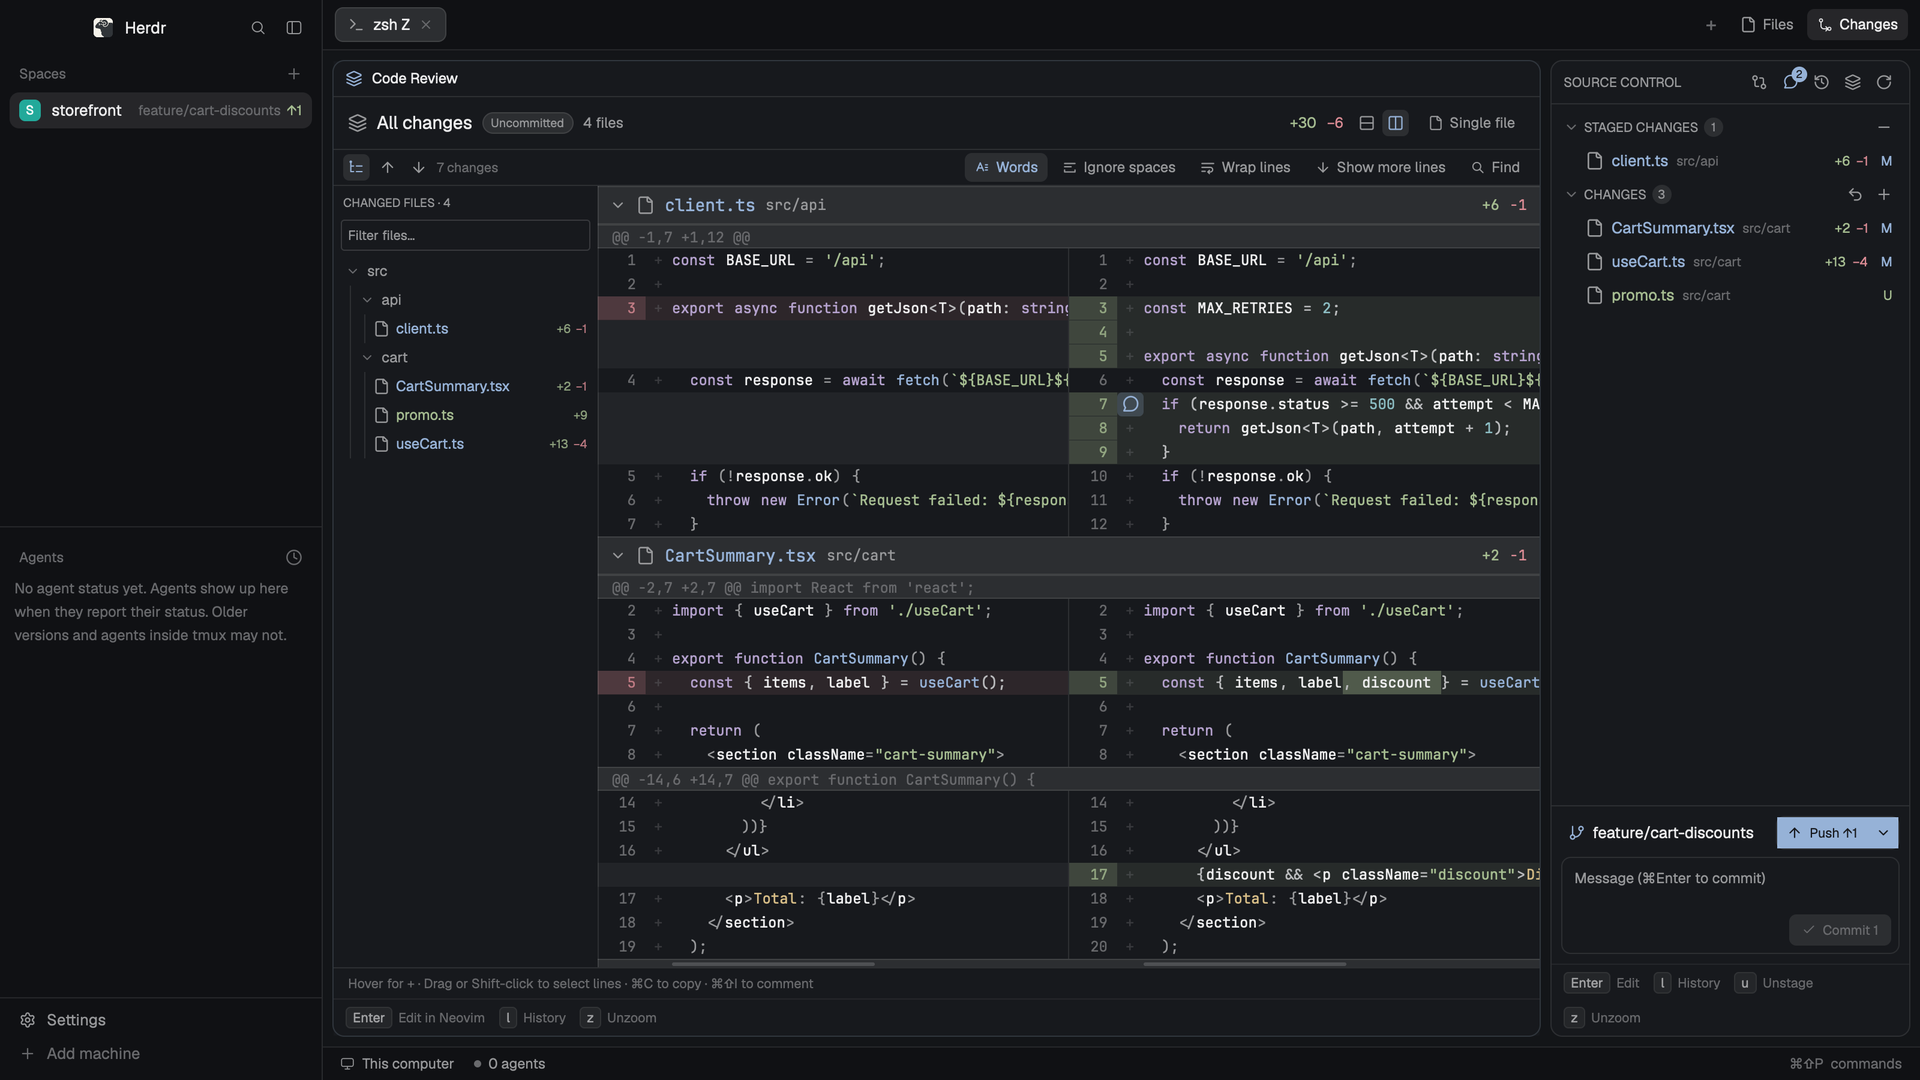 Herdr
Spaces
S storefront feature/cart-discounts ↑1
Agents
No agent status yet. Agents show up here
when they report their status. Older
versions and agents inside tmux may not.
Settings
+ Add machine
zsh Z
Files
Changes
Code Review
All changes Uncommitted 4 files
+30 −6
Single file
7 changes
Words
Ignore spaces
Wrap lines
Show more lines
Find
CHANGED FILES · 4
Filter files…
src
api
client.ts +6 −1
cart
CartSummary.tsx +2 −1
promo.ts +9
useCart.ts +13 −4
client.ts src/api +6 -1
@@ -1,7 +1,12 @@
1 + const BASE_URL = '/api';
2 +
3 + export async function getJson<T>(path: string
4 + const response = await fetch(`${BASE_URL}${
5 + if (!response.ok) {
6 + throw new Error(`Request failed: ${respon
7 + }
1 + const BASE_URL = '/api';
2 +
3 + const MAX_RETRIES = 2;
4 +
5 export async function getJson<T>(path: string
6 + const response = await fetch(`${BASE_URL}${
7 if (response.status >= 500 && attempt < MA
8 + return getJson<T>(path, attempt + 1);
9 + }
10 + if (!response.ok) {
11 + throw new Error(`Request failed: ${respon
12 + }
CartSummary.tsx src/cart +2 -1
@@ -2,7 +2,7 @@ import React from 'react';
2 + import { useCart } from './useCart';
3 +
4 + export function CartSummary() {
5 + const { items, label } = useCart();
6 +
7 + return (
8 + <section className="cart-summary">
2 + import { useCart } from './useCart';
3 +
4 + export function CartSummary() {
5 + const { items, label, discount } = useCart
6 +
7 + return (
8 + <section className="cart-summary">
@@ -14,6 +14,7 @@ export function CartSummary() {
14 + </li>
15 + ))}
16 + </ul>
17 + <p>Total: {label}</p>
18 + </section>
19 + );
14 + </li>
15 + ))}
16 + </ul>
17 + {discount && <p className="discount">Di
18 + <p>Total: {label}</p>
19 + </section>
20 + );
Hover for + · Drag or Shift-click to select lines · ⌘C to copy · ⌘⇧I to comment
Enter Edit in Neovim l History z Unzoom
SOURCE CONTROL
2
STAGED CHANGES 1
client.ts src/api +6 −1 M
CHANGES 3
CartSummary.tsx src/cart +2 −1 M
useCart.ts src/cart +13 −4 M
promo.ts src/cart U
feature/cart-discounts
↑ Push ↑1
Message (⌘Enter to commit)
Commit 1
Enter Edit l History u Unstage
z Unzoom
This computer
0 agents
⌘⇧P commands